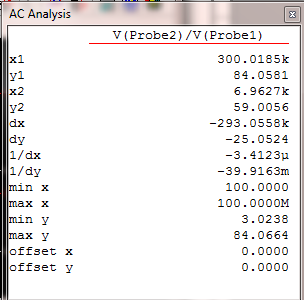 AC Analysis
V(Probe2)/V(Probe1)
x1 300.0185k
y1 84.0581
x2 6.9627k
y2 59.0056
dx -293.0558k
dy -25.0524
1/dx -3.4123µ
1/dy -39.9163m
min x 100.0000
max x 100.0000M
min y 3.0238
max y 84.0664
offset x 0.0000
offset y 0.0000